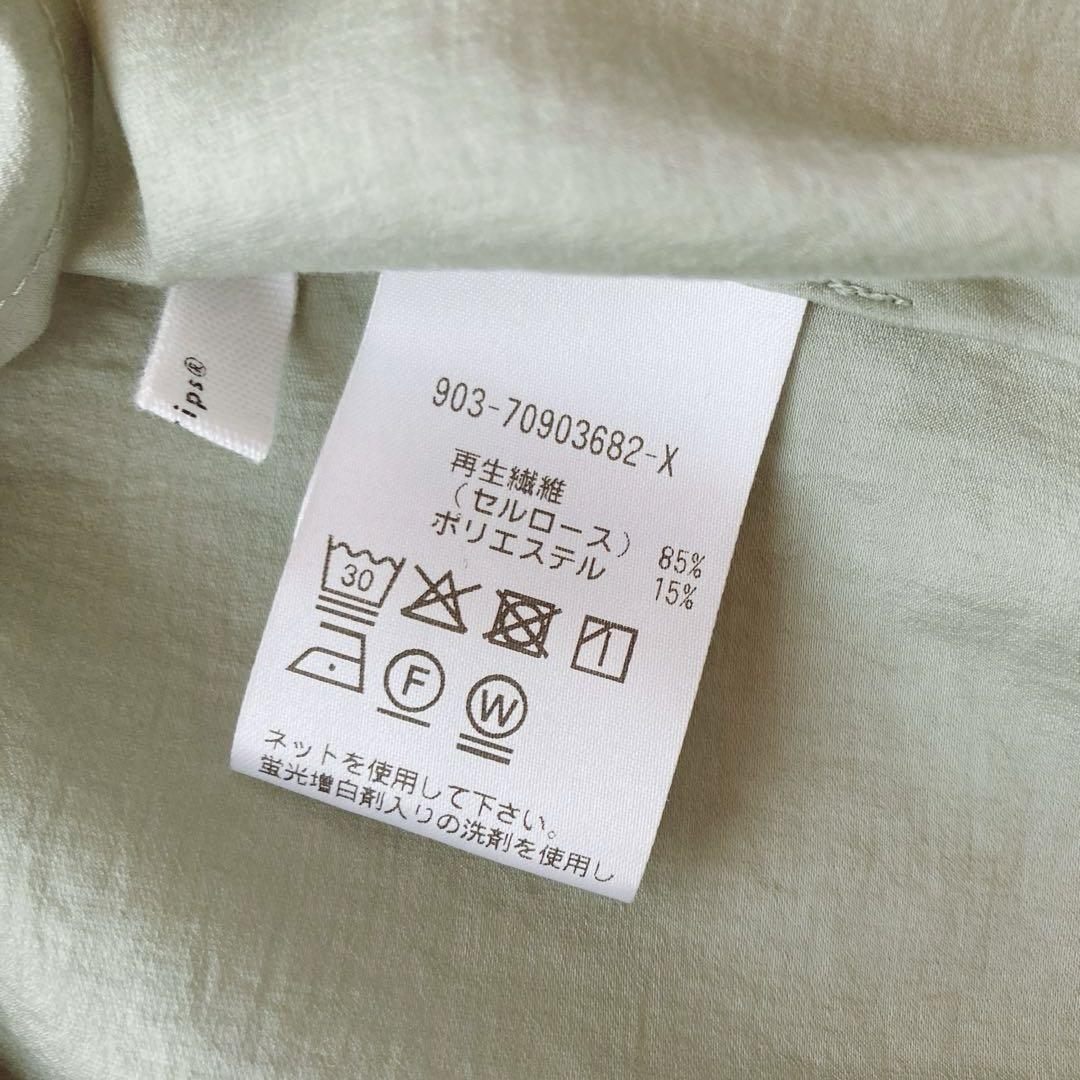 ips®
903-70903682-X
再生繊維
(セルロース) 85%
ポリエステル 15%
30
F W
ネットを使用して下さい。
蛍光増白剤入りの洗剤を使用し